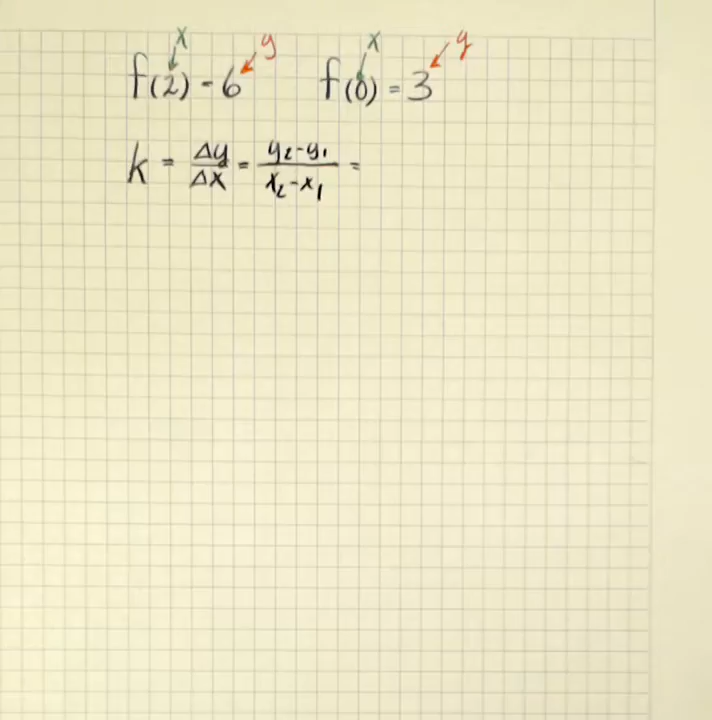 x y x y
f(2) - 6 f(0) = 3
k = Δy/Δx = y₂-y₁/x₂-x₁ =